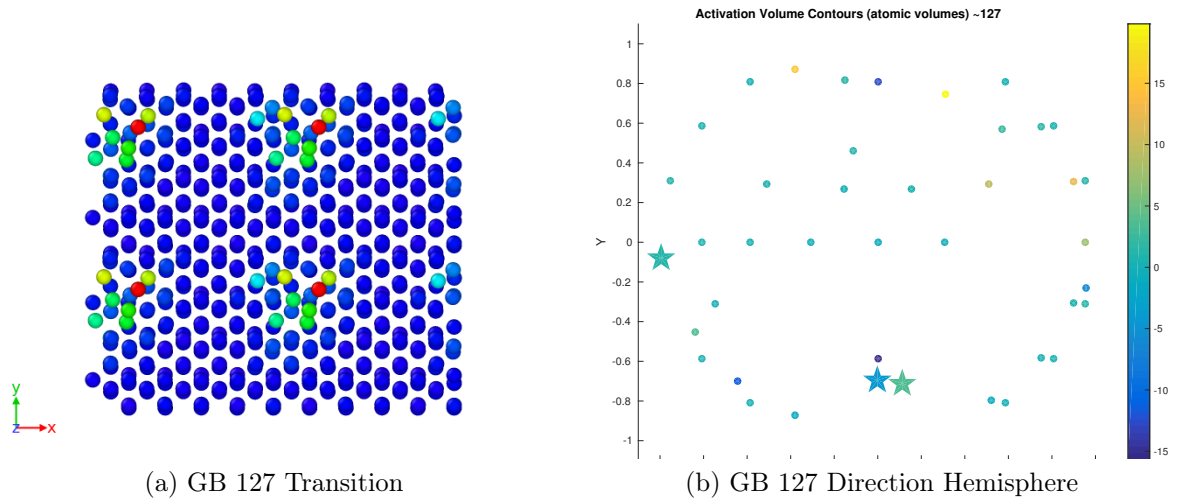 Activation Volume Contours (atomic volumes) ~127
1
0.8
0.6
0.4
0.2
0
-0.2
-0.4
-0.6
-0.8
-1
Y
15
10
5
0
-5
-10
-15
y
z
x
(a) GB 127 Transition
(b) GB 127 Direction Hemisphere